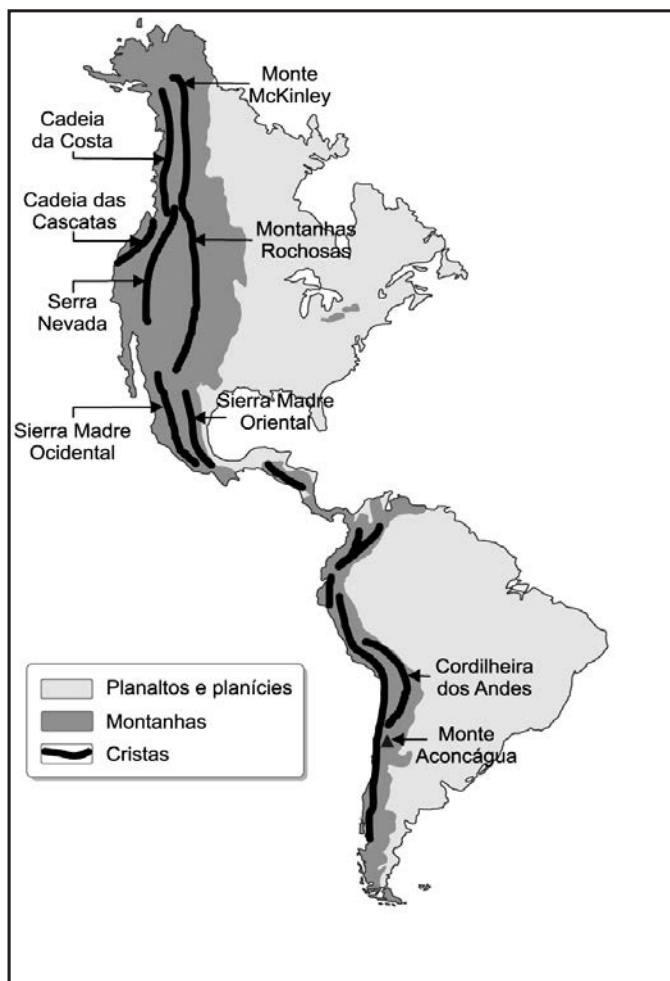 Monte
McKinley
Cadeia
da Costa
Cadeia das
Cascatas
Montanhas
Rochosas
Serra
Nevada
Sierra Madre
Oriental
Sierra Madre
Ocidental
Cordilheira
dos Andes
Monte
Aconcágua
Planaltos e planícies
Montanhas
Cristas